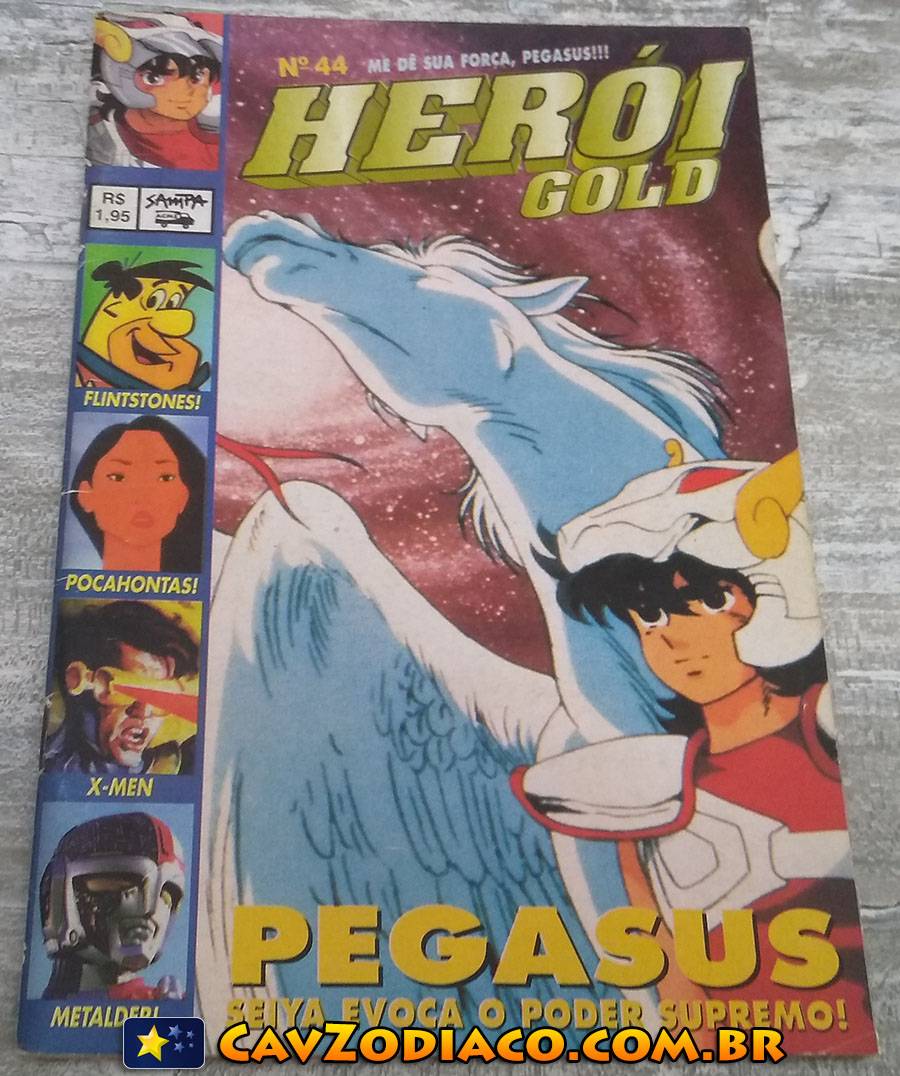 Nº 44 ME DÊ SUA FORÇA, PEGASUS!!!
HERÓI
GOLD
R$
1,95
SAMPA
ACME
FLINTSTONES!
POCAHONTAS!
X-MEN
METALDER!
PEGASUS
SEIYA EVOCA O PODER SUPREMO!
CAVZODIACO.COM.BR